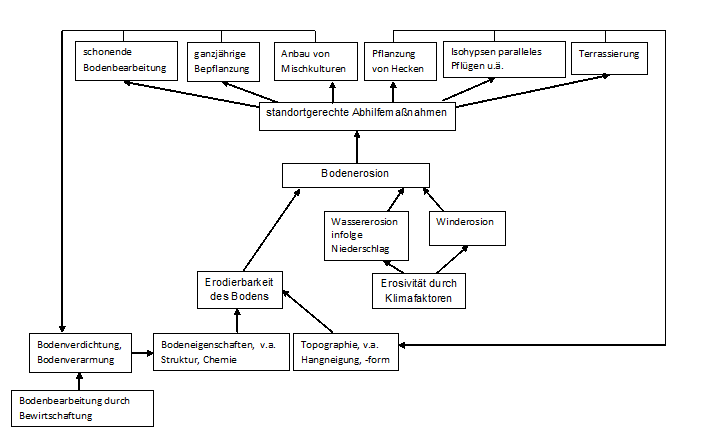 schonende
Bodenbearbeitung
ganzjährige
Bepflanzung
Anbau von
Mischkulturen
Pflanzung
von Hecken
Isohypsen paralleles
Pflügen u.ä.
Terrassierung
standortgerechte Abhilfemaßnahmen
Bodenerosion
Wassererosion
infolge
Niederschlag
Winderosion
Erodierbarkeit
des Bodens
Erosivität durch
Klimafaktoren
Bodenverdichtung,
Bodenverarmung
Bodeneigenschaften, v.a.
Struktur, Chemie
Topographie, v.a.
Hangneigung, -form
Bodenbearbeitung durch
Bewirtschaftung